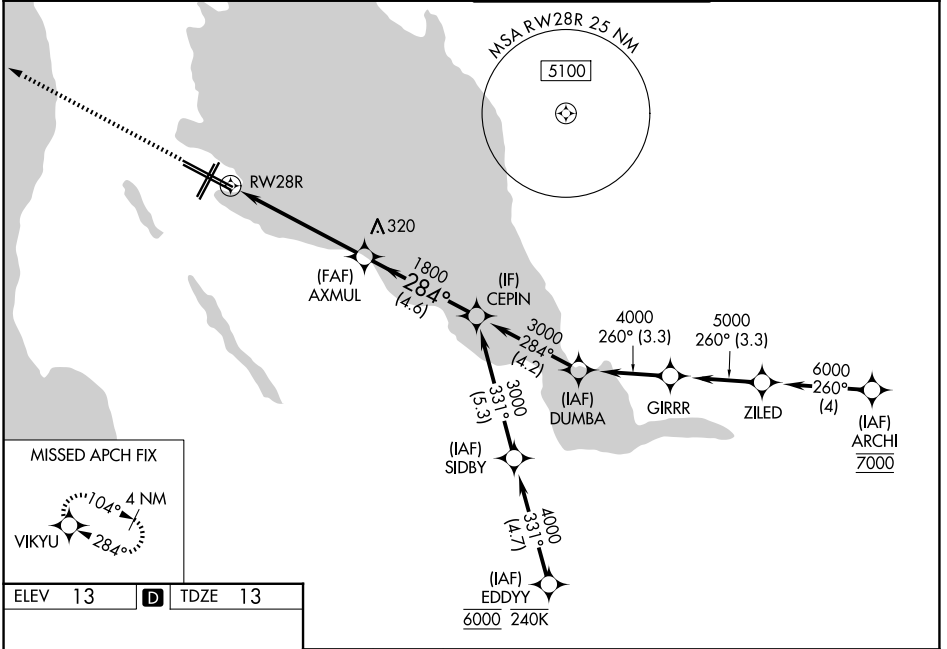 MSA RW28R 25 NM
5100
RW28R
320
(FAF)
AXMUL
1800
284°
(4.6)
(IF)
CEPIN
3000
284°
(4.2)
4000
260° (3.3)
5000
260° (3.3)
6000
260°
(4)
(IAF)
DUMBA
GIRRR
ZILED
(IAF)
ARCHI
7000
3000
331°
(5.3)
(IAF)
SIDBY
4000
331°
(4.7)
(IAF)
EDDYY
6000 240K
MISSED APCH FIX
104°
4 NM
VIKYU
284°
ELEV 13 D TDZE 13